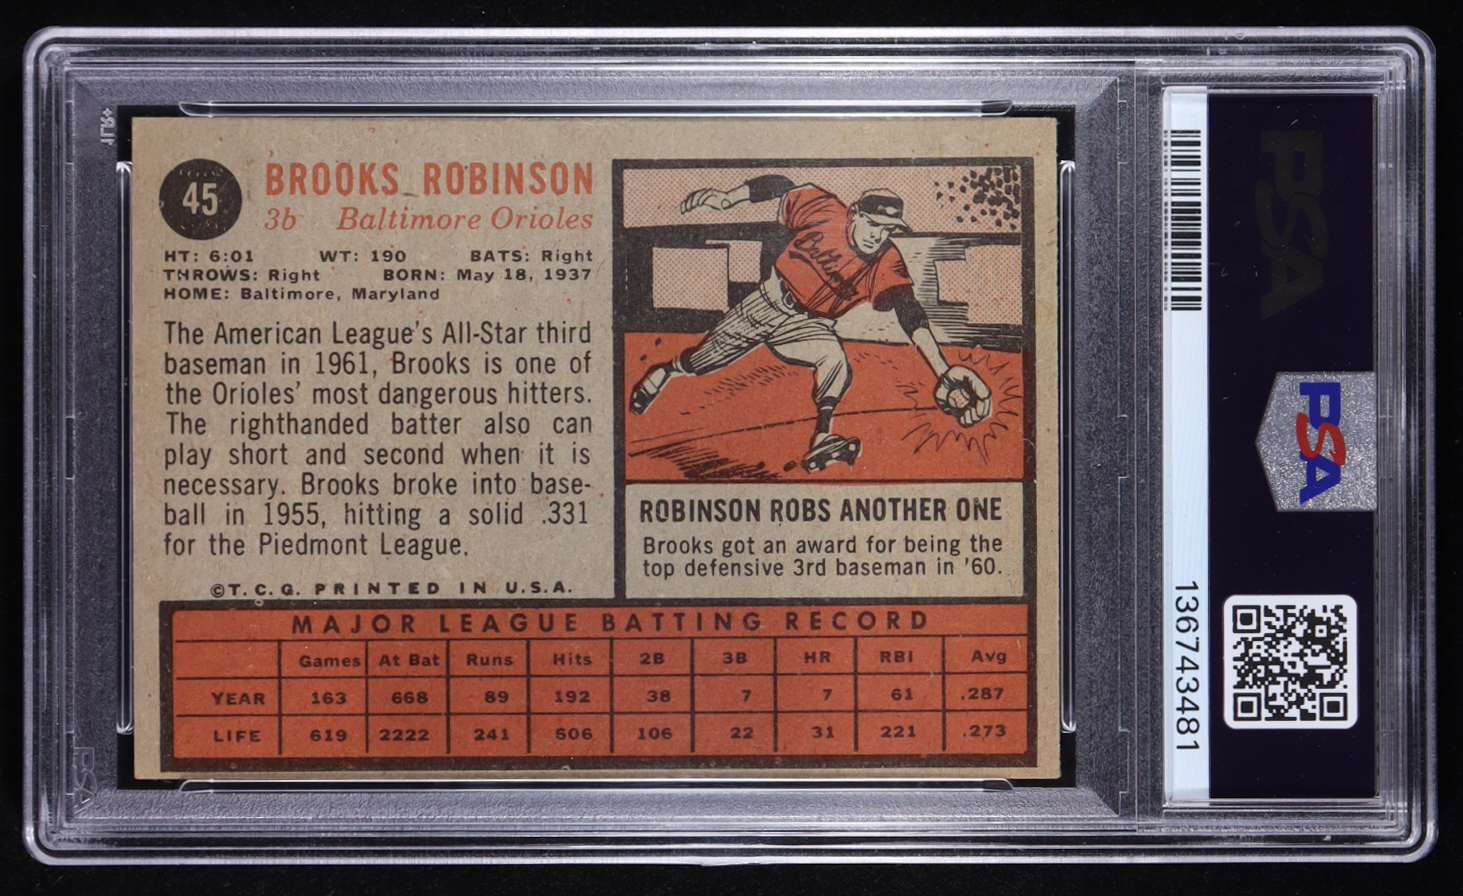 45
BROOKS ROBINSON
3b Baltimore Orioles
HT: 6:01 WT: 190 BATS: Right
THROWS: Right BORN: May 18, 1937
HOME: Baltimore, Maryland
The American League's All-Star third
baseman in 1961, Brooks is one of
the Orioles' most dangerous hitters.
The righthanded batter also can
play short and second when it is
necessary. Brooks broke into base-
ball in 1955, hitting a solid .331
for the Piedmont League.
©T.C.G. PRINTED IN U.S.A.
Baltimore
ROBINSON ROBS ANOTHER ONE
Brooks got an award for being the
top defensive 3rd baseman in '60.
MAJOR LEAGUE BATTING RECORD
Games At Bat Runs Hits 2B 3B HR RBI Avg
YEAR 163 668 89 192 38 7 7 61 .287
LIFE 619 2222 241 606 106 22 31 221 .273
PSA
PSA
136743481
PSA